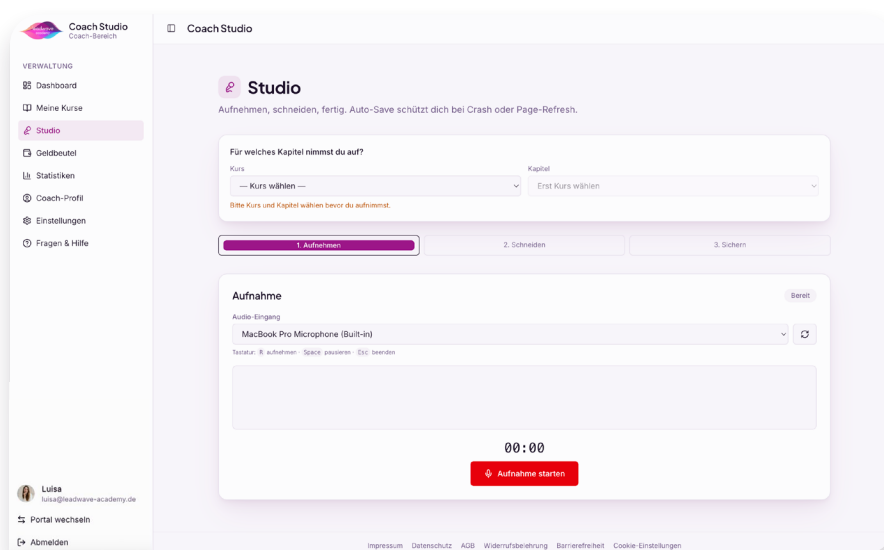 Coach Studio
Coach-Bereich
Coach Studio
VERWALTUNG
Dashboard
Meine Kurse
Studio
Geldbeutel
Statistiken
Coach-Profil
Einstellungen
Fragen & Hilfe
Studio
Aufnehmen, schneiden, fertig. Auto-Save schützt dich bei Crash oder Page-Refresh.
Für welches Kapitel nimmst du auf?
Kurs
Kapitel
— Kurs wählen —
Erst Kurs wählen
Bitte Kurs und Kapitel wählen bevor du aufnimmst.
1. Aufnehmen
2. Schneiden
3. Sichern
Aufnahme
Bereit
Audio-Eingang
MacBook Pro Microphone (Built-in)
Tastatur: R aufnehmen · Space pausieren · Esc beenden
00:00
Aufnahme starten
Luisa
luisa@leadwave-academy.de
Portal wechseln
Abmelden
Impressum Datenschutz AGB Widerrufsbelehrung Barrierefreiheit Cookie-Einstellungen